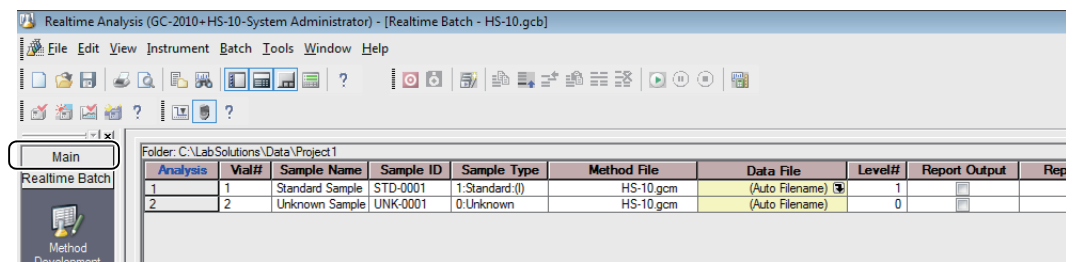 Realtime Analysis (GC-2010+HS-10-System Administrator) - [Realtime Batch - HS-10.gcb]
File Edit View Instrument Batch Tools Window Help
Main
Realtime Batch
Method
Folder: C:\LabSolutions\Data\Project1
Analysis Vial# Sample Name Sample ID Sample Type Method File Data File Level# Report Output Rep
1 1 Standard Sample STD-0001 1:Standard:(I) HS-10.gcm (Auto Filename) 1
2 2 Unknown Sample UNK-0001 0:Unknown HS-10.gcm (Auto Filename) 0